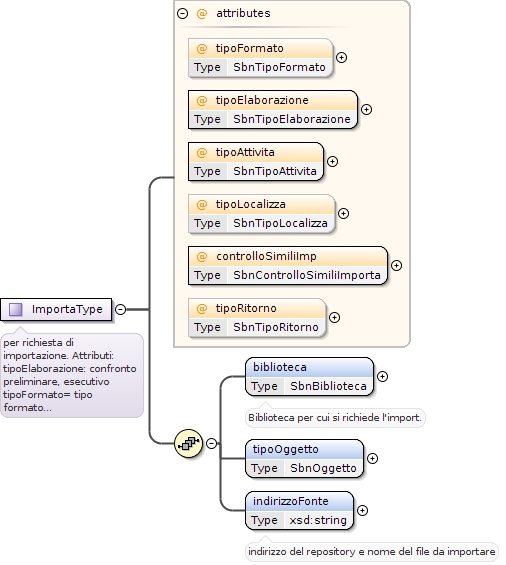 attributes
@ tipoFormato
Type SbnTipoFormato
@ tipoElaborazione
Type SbnTipoElaborazione
@ tipoAttivita
Type SbnTipoAttivita
@ tipoLocalizza
Type SbnTipoLocalizza
@ controlloSimiliImp
Type SbnControlloSimiliImporta
@ tipoRitorno
Type SbnTipoRitorno
ImportaType
per richiesta di
importazione. Attributi:
tipoElaborazione: confronto
preliminare, esecutivo
tipoFormato= tipo
formato...
biblioteca
Type SbnBiblioteca
Biblioteca per cui si richiede l'import.
tipoOggetto
Type SbnOggetto
indirizzoFonte
Type xsd:string
indirizzo del repository e nome del file da importare